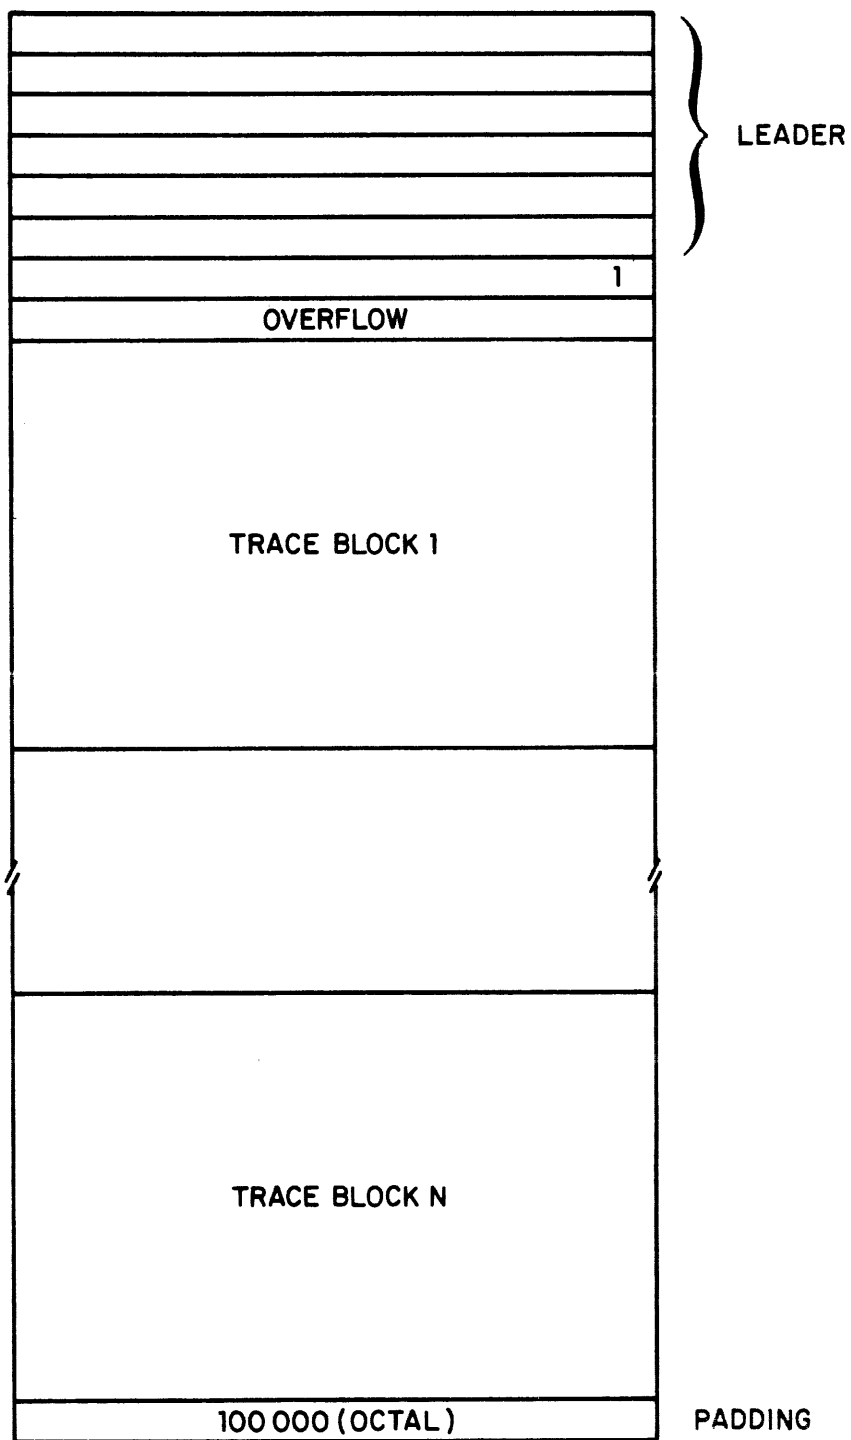 LEADER
1
OVERFLOW
TRACE BLOCK 1
TRACE BLOCK N
100 000 (OCTAL)
PADDING